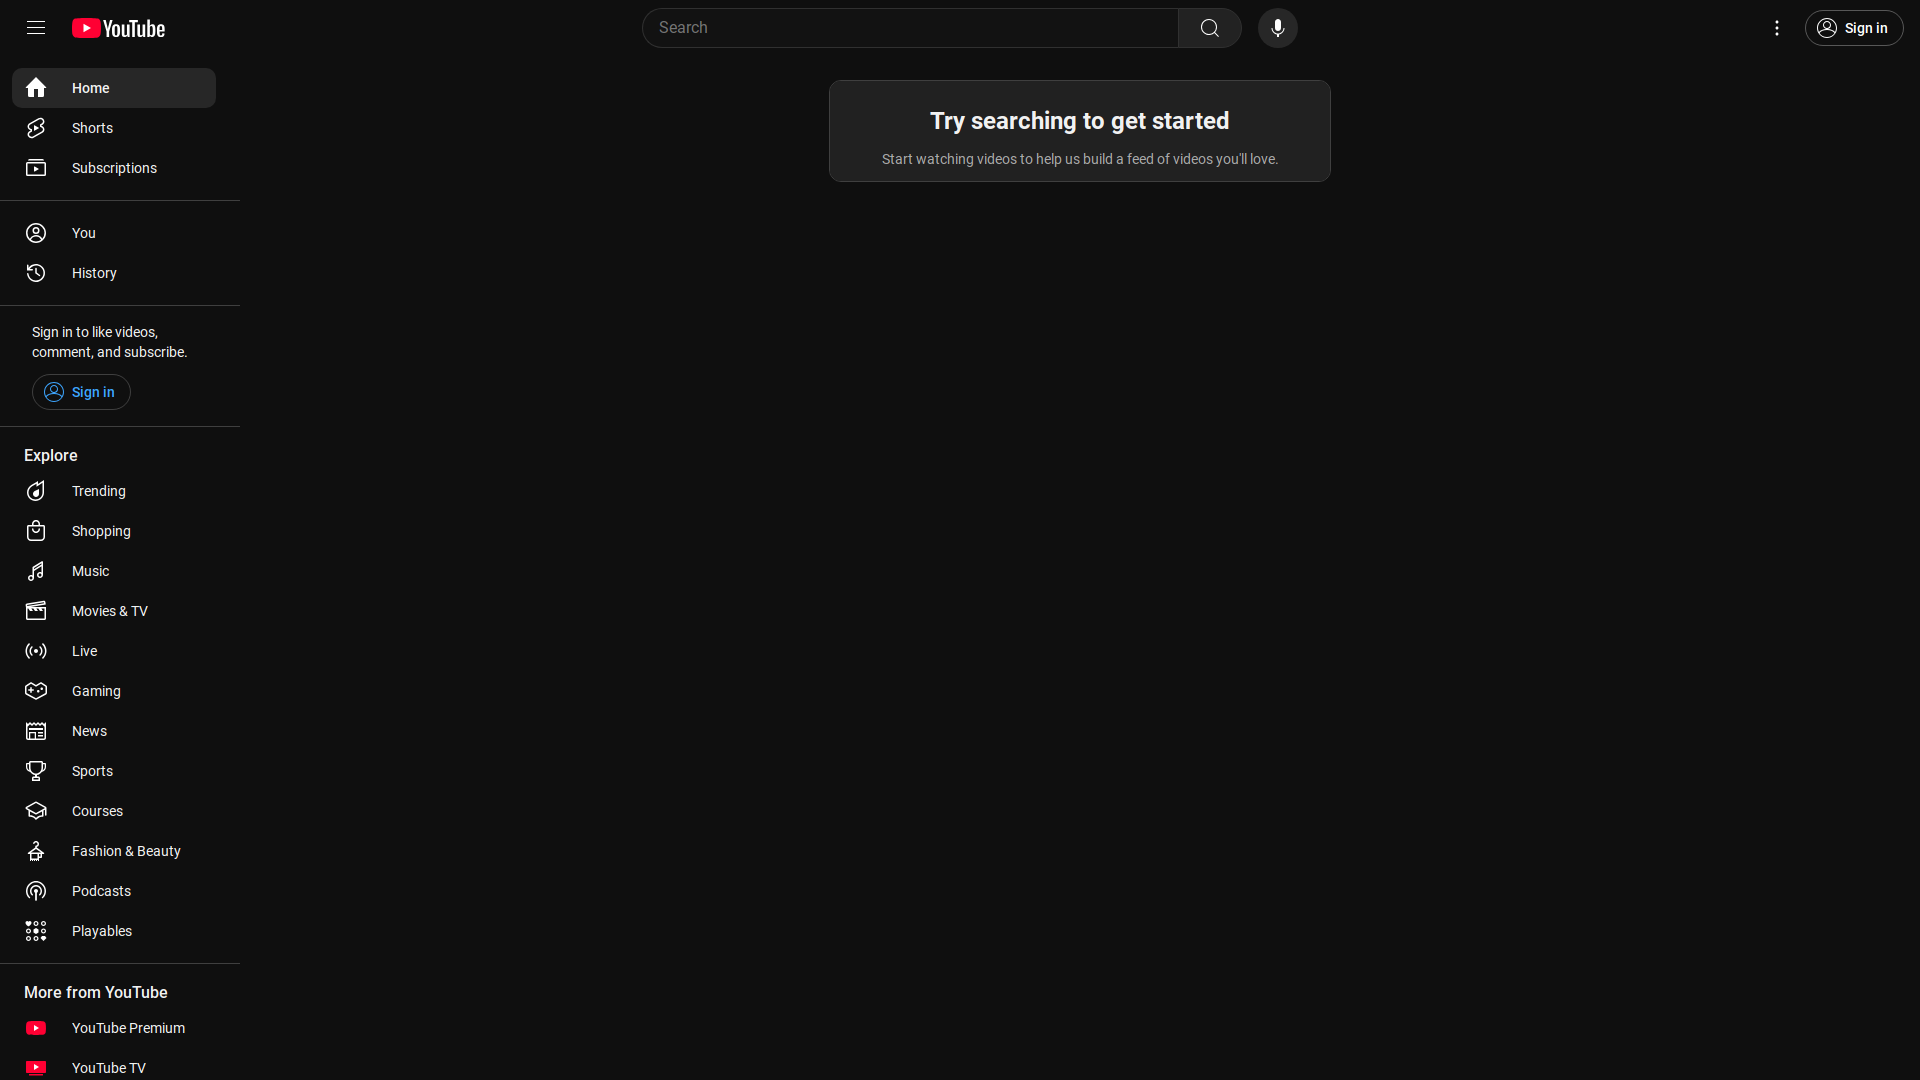 YouTube
Search
Sign in
Home
Shorts
Subscriptions
You
History
Sign in to like videos,
comment, and subscribe.
Sign in
Explore
Trending
Shopping
Music
Movies & TV
Live
Gaming
News
Sports
Courses
Fashion & Beauty
Podcasts
Playables
More from YouTube
YouTube Premium
YouTube TV
Try searching to get started
Start watching videos to help us build a feed of videos you'll love.